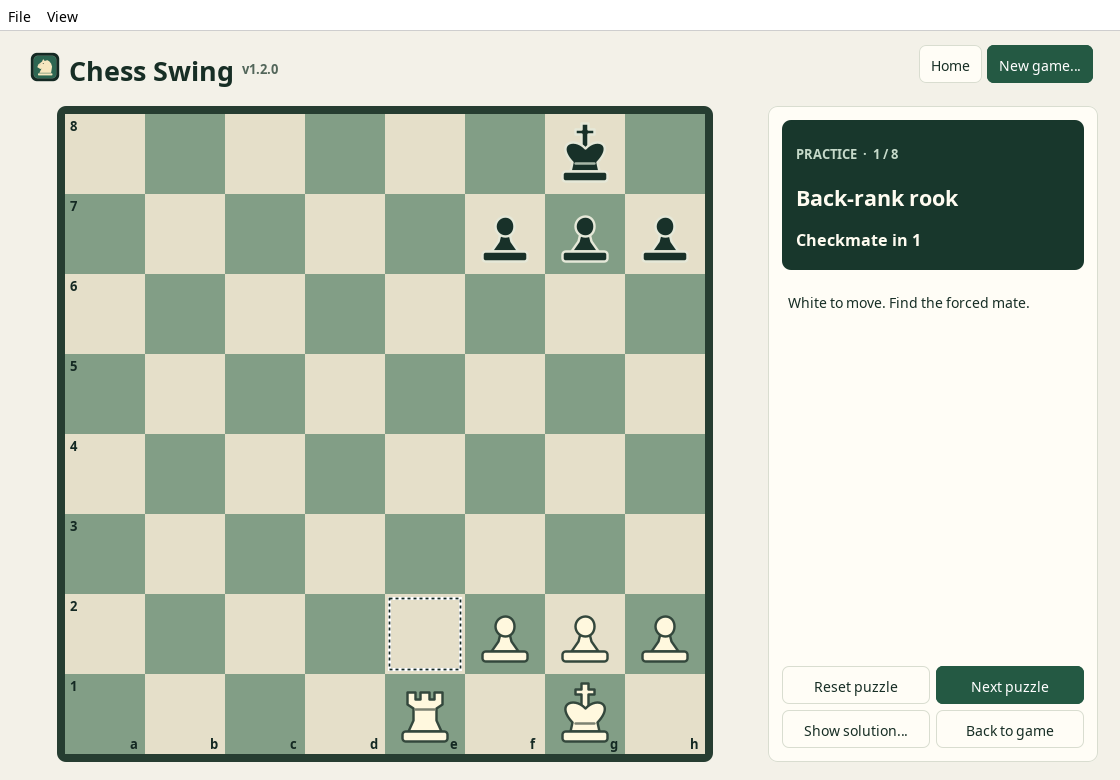 File View
Chess Swing v1.2.0
Home New game...
8
7
6
5
4
3
2
1
a b c d e f g h
PRACTICE · 1 / 8
Back-rank rook
Checkmate in 1
White to move. Find the forced mate.
Reset puzzle Next puzzle
Show solution... Back to game